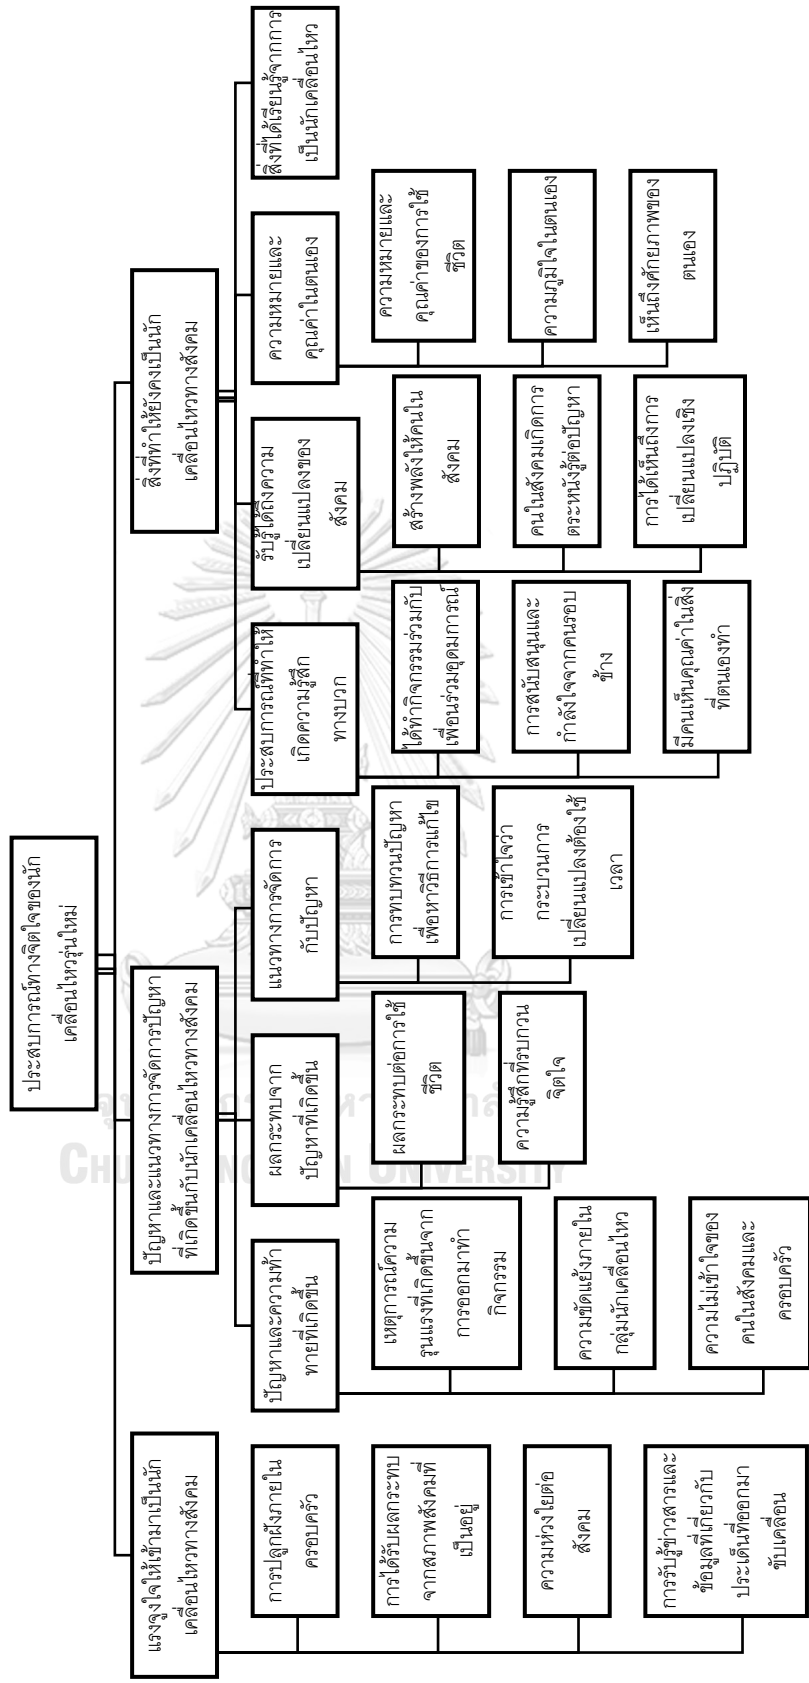 ประสบการณ์ทางจิตใจของนัก
เคลื่อนไหวรุ่นใหม่
แรงจูงใจให้เข้ามาเป็นนัก
เคลื่อนไหวทางสังคม
การปลูกฝังภายใน
ครอบครัว
การได้รับผลกระทบ
จากสภาพสังคมที่
เป็นอยู่
ความห่วงใยต่อ
สังคม
การรับรู้ข่าวสารและ
ข้อมูลที่เกี่ยวกับ
ประเด็นที่ออกมา
ขับเคลื่อน
ปัญหาและแนวทางการจัดการปัญหา
ที่เกิดขึ้นกับนักเคลื่อนไหวทางสังคม
ปัญหาและความท้า
ทายที่เกิดขึ้น
เหตุการณ์ความ
รุนแรงที่เกิดขึ้นจาก
การออกมาทำ
กิจกรรม
ความขัดแย้งภายใน
กลุ่มนักเคลื่อนไหว
ความไม่เข้าใจของ
คนในสังคมและ
ครอบครัว
ผลกระทบจาก
ปัญหาที่เกิดขึ้น
ผลกระทบต่อการใช้
ชีวิต
ความรู้สึกที่รบกวน
จิตใจ
แนวทางการจัดการ
กับปัญหา
การทบทวนปัญหา
เพื่อหาวิธีการแก้ไข
การเข้าใจว่า
กระบวนการ
เปลี่ยนแปลงต้องใช้
เวลา
สิ่งที่ทำให้ยังคงเป็นนัก
เคลื่อนไหวทางสังคม
ประสบการณ์ที่ทำให้
เกิดความรู้สึก
ทางบวก
ได้ทำกิจกรรมร่วมกับ
เพื่อนร่วมอุดมการณ์
การสนับสนุนและ
กำลังใจจากคนรอบ
ข้าง
มีคนเห็นคุณค่าในสิ่ง
ที่ตนเองทำ
รับรู้ได้ถึงความ
เปลี่ยนแปลงของ
สังคม
สร้างพลังให้คนใน
สังคม
คนในสังคมเกิดการ
ตระหนังรู้ต่อปัญหา
การได้เห็นถึงการ
เปลี่ยนแปลงเชิง
ปฏิบัติ
ความหมายและ
คุณค่าในตนเอง
ความหมายและ
คุณค่าของการใช้
ชีวิต
ความภูมิใจในตนเอง
เห็นถึงศักยภาพของ
ตนเอง
สิ่งที่ได้เรียนรู้จากการ
เป็นนักเคลื่อนไหว